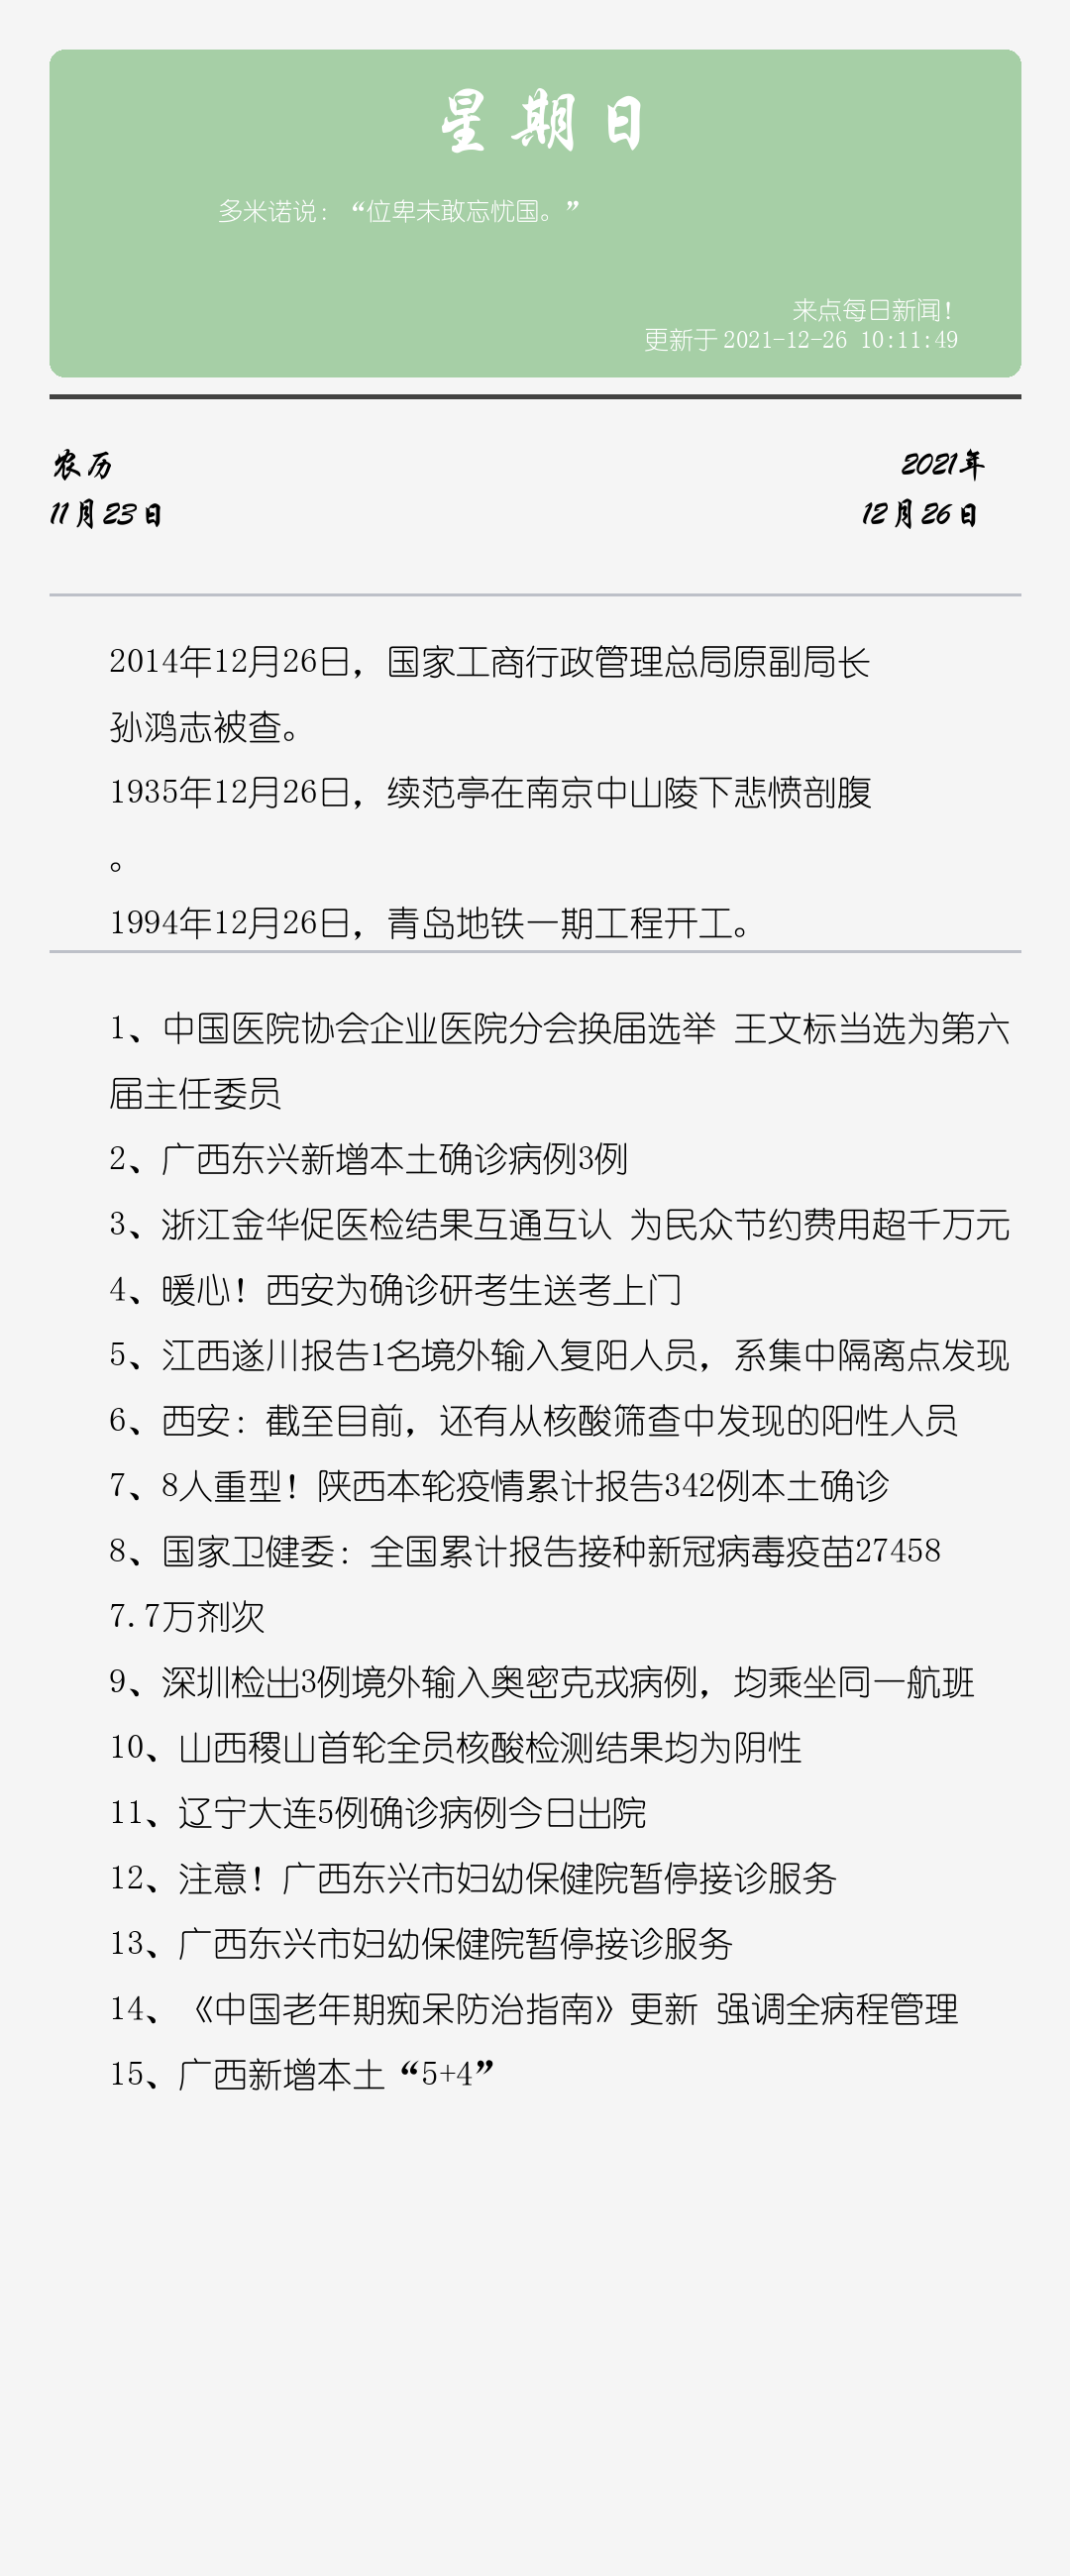 星期日
多米诺说：“位卑未敢忘忧国。”
来点每日新闻！
更新于2021-12-26 10:11:49
农历
2021年
11月23日
12月26日
2014年12月26日，国家工商行政管理总局原副局长
孙鸿志被查。
1935年12月26日，续范亭在南京中山陵下悲愤剖腹
。
1994年12月26日，青岛地铁一期工程开工。
1、中国医院协会企业医院分会换届选举 王文标当选为第六
届主任委员
2、广西东兴新增本土确诊病例3例
3、浙江金华促医检结果互通互认 为民众节约费用超千万元
4、暖心！西安为确诊研考生送考上门
5、江西遂川报告1名境外输入复阳人员，系集中隔离点发现
6、西安：截至目前，还有从核酸筛查中发现的阳性人员
7、8人重型！陕西本轮疫情累计报告342例本土确诊
8、国家卫健委：全国累计报告接种新冠病毒疫苗27458
7.7万剂次
9、深圳检出3例境外输入奥密克戎病例，均乘坐同一航班
10、山西稷山首轮全员核酸检测结果均为阴性
11、辽宁大连5例确诊病例今日出院
12、注意！广西东兴市妇幼保健院暂停接诊服务
13、广西东兴市妇幼保健院暂停接诊服务
14、《中国老年期痴呆防治指南》更新 强调全病程管理
15、广西新增本土“5+4”